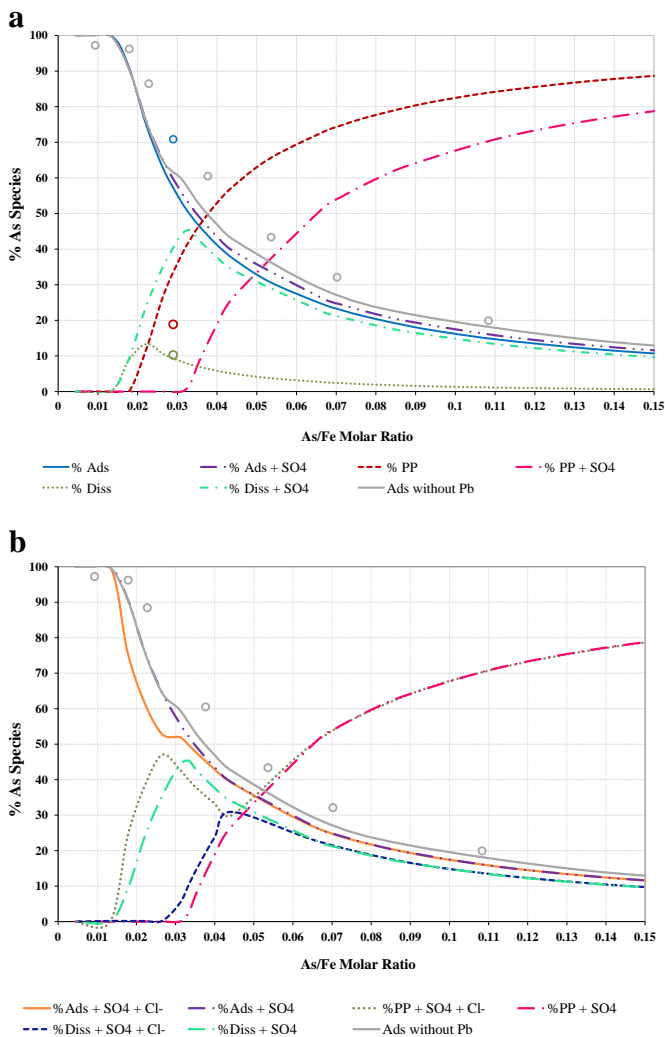 a
100
90
80
70
60
50
40
30
20
10
0
% As Species
0 0.01 0.02 0.03 0.04 0.05 0.06 0.07 0.08 0.09 0.1 0.11 0.12 0.13 0.14 0.15
As/Fe Molar Ratio
% Ads % Ads + SO4 % PP % PP + SO4
% Diss % Diss + SO4 Ads without Pb
b
100
90
80
70
60
50
40
30
20
10
0
% As Species
0 0.01 0.02 0.03 0.04 0.05 0.06 0.07 0.08 0.09 0.1 0.11 0.12 0.13 0.14 0.15
As/Fe Molar Ratio
%Ads + SO4 + Cl- %Ads + SO4 %PP + SO4 + Cl- %PP + SO4
%Diss + SO4 + Cl- %Diss + SO4 Ads without Pb